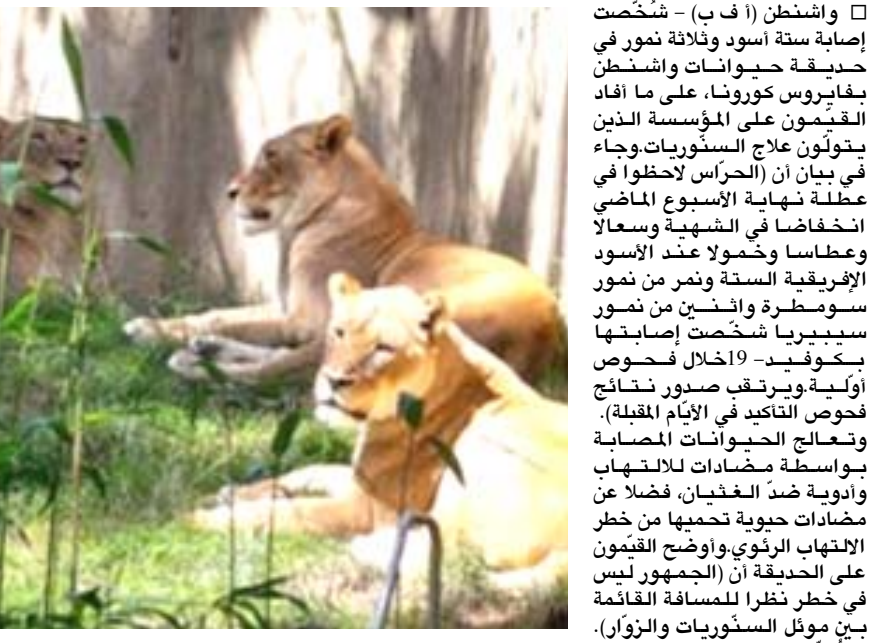 □ واشنطن (أ ف ب) – شُخّصت
إصابة ستة أسود وثلاثة نمور في
حديقة حيوانات واشنطن
بفايروس كورونا، على ما أفاد
القيّمون على المؤسسة الذين
يتولّون علاج السنّوريات.وجاء
في بيان أن (الحرّاس لاحظوا في
عطلة نهاية الأسبوع الماضي
انخفاضا في الشهية وسعالا
وعطاسا وخمولا عند الأسود
الإفريقية الستة ونمر من نمور
سومطرة واثنين من نمور
سيبيريا شخّصت إصابتها
بكوفيد– 19خلال فحوص
أوّلية.ويرتقب صدور نتائج
فحوص التأكيد في الأيّام المقبلة).
وتعالج الحيوانات المصابة
بواسطة مضادات للالتهاب
وأدوية ضدّ الغثيان، فضلا عن
مضادات حيوية تحميها من خطر
الالتهاب الرئوي.وأوضح القيّمون
على الحديقة أن (الجمهور ليس
في خطر نظرا للمسافة القائمة
بين موئل السنّوريات والزوّار).